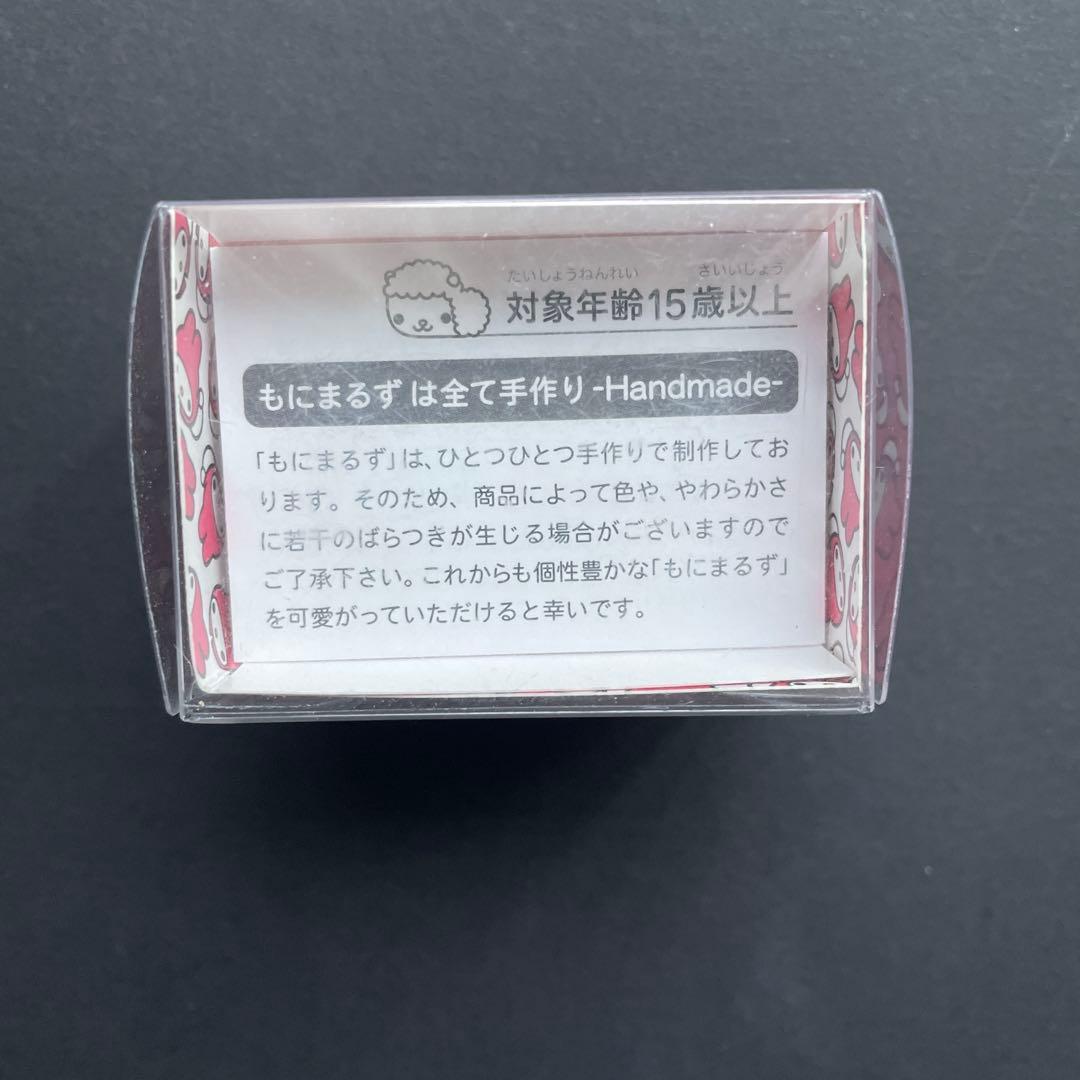 たいしょうねんれい さいいじょう
対象年齢15歳以上
もにまるず は全て手作り -Handmade-
「もにまるず」は、ひとつひとつ手作りで制作してお
ります。そのため、商品によって色や、やわらかさ
に若干のばらつきが生じる場合がございますので
ご了承下さい。これからも個性豊かな「もにまるず」
を可愛がっていただけると幸いです。